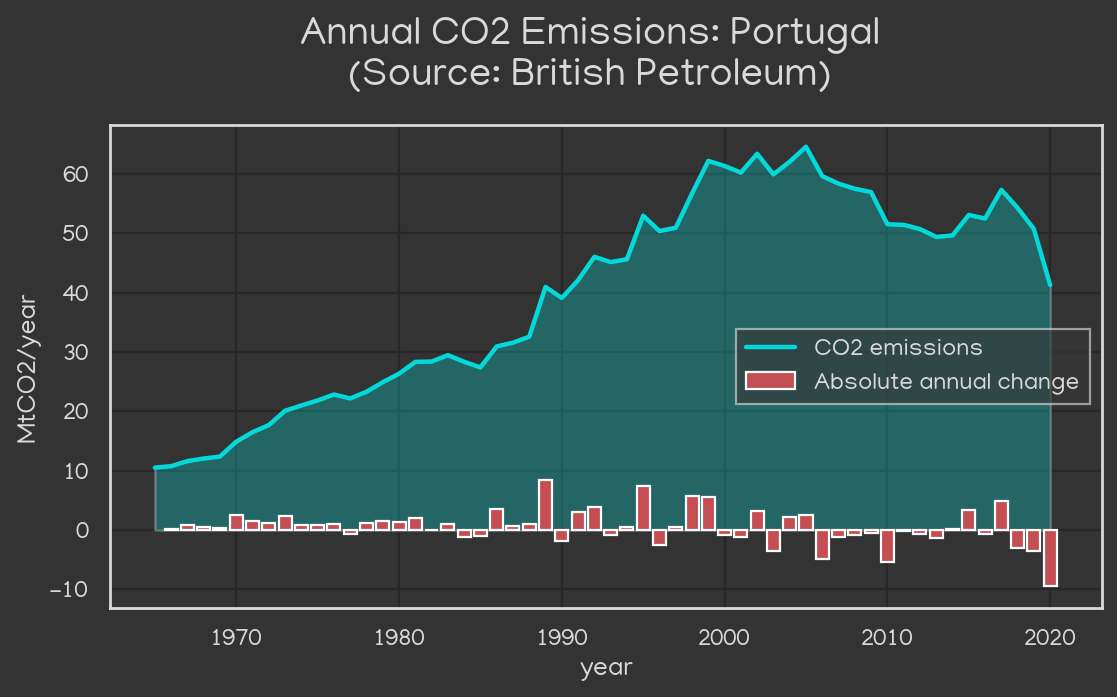 Annual CO2 Emissions: Portugal
(Source: British Petroleum)
60
50
40
30
20
10
0
−10
MtCO2/year
CO2 emissions
Absolute annual change
1970
1980
1990
2000
2010
2020
year